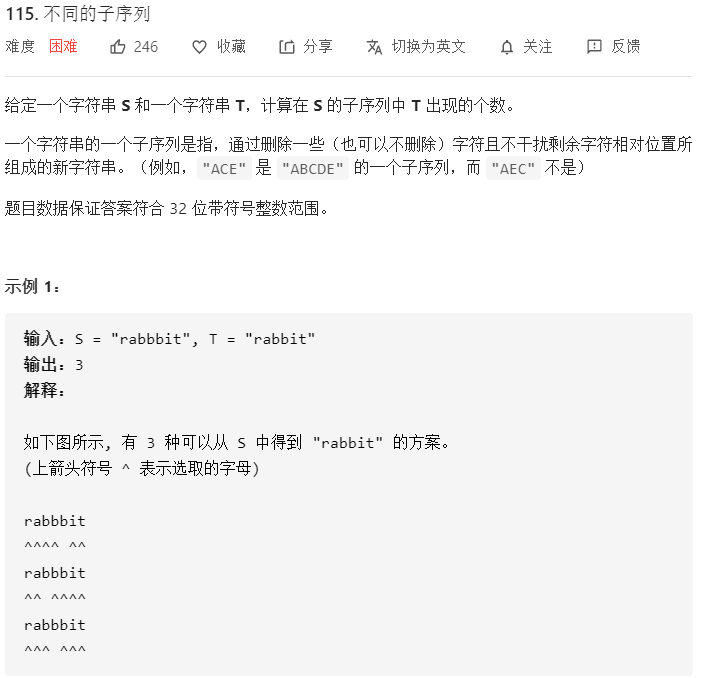 115. 不同的子序列
难度 困难 246 收藏 分享 切换为英文 关注 反馈
给定一个字符串 S 和一个字符串 T，计算在 S 的子序列中 T 出现的个数。
一个字符串的一个子序列是指，通过删除一些（也可以不删除）字符且不干扰剩余字符相对位置所
组成的新字符串。（例如，"ACE" 是 "ABCDE" 的一个子序列，而 "AEC" 不是）
题目数据保证答案符合 32 位带符号整数范围。
示例 1：
输入：S = "rabbbit", T = "rabbit"
输出：3
解释：
如下图所示, 有 3 种可以从 S 中得到 "rabbit" 的方案。
(上箭头符号 ^ 表示选取的字母)
rabbbit
^^^^ ^^
rabbbit
^^ ^^^^
rabbbit
^^^ ^^^